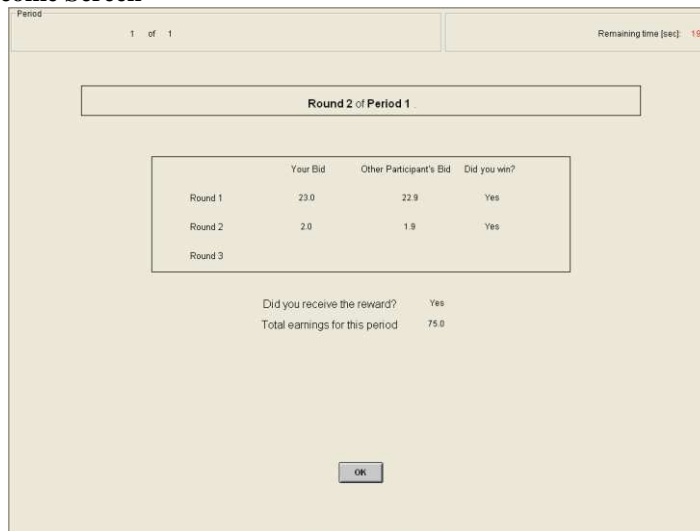 Period
1 of 1
Remaining time [sec]: 19
Round 2 of Period 1
Your Bid Other Participant's Bid Did you win?
Round 1 23.0 22.9 Yes
Round 2 2.0 1.9 Yes
Round 3
Did you receive the reward? Yes
Total earnings for this period 75.0
OK